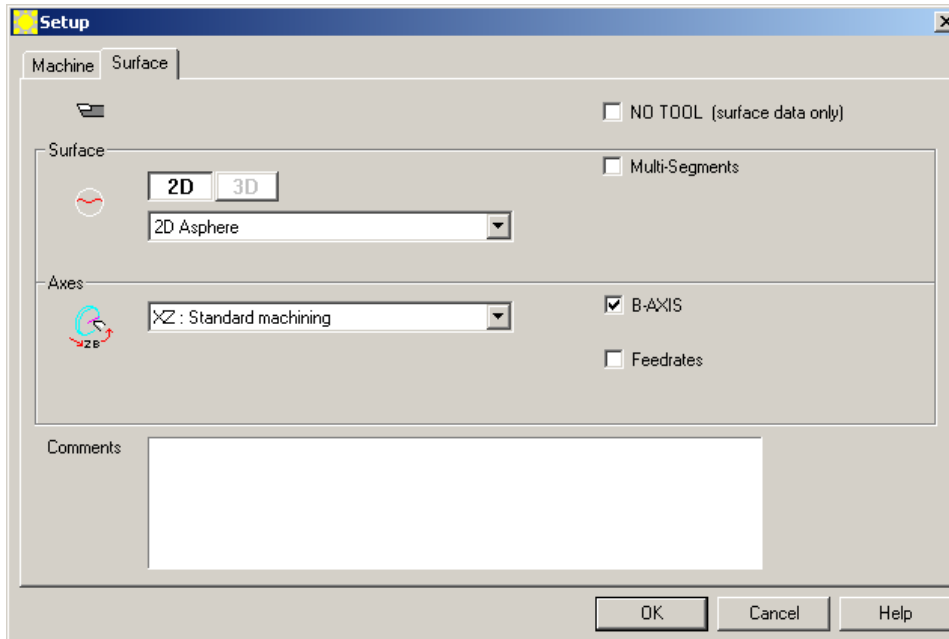 Setup
Machine Surface
NO TOOL (surface data only)
Surface
Multi-Segments
2D 3D
2D Asphere
Axes
XZ : Standard machining
B-AXIS
ZB
Feedrates
Comments
OK Cancel Help